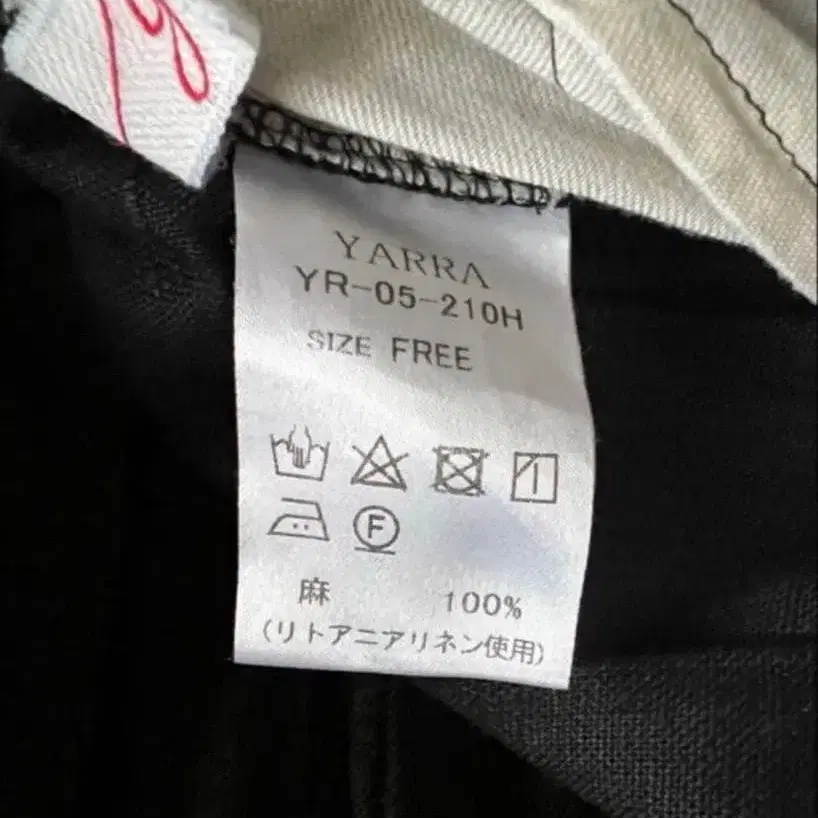 YARRA
YR-05-210H
SIZE FREE
F
麻 100%
(リトアニアリネン使用)